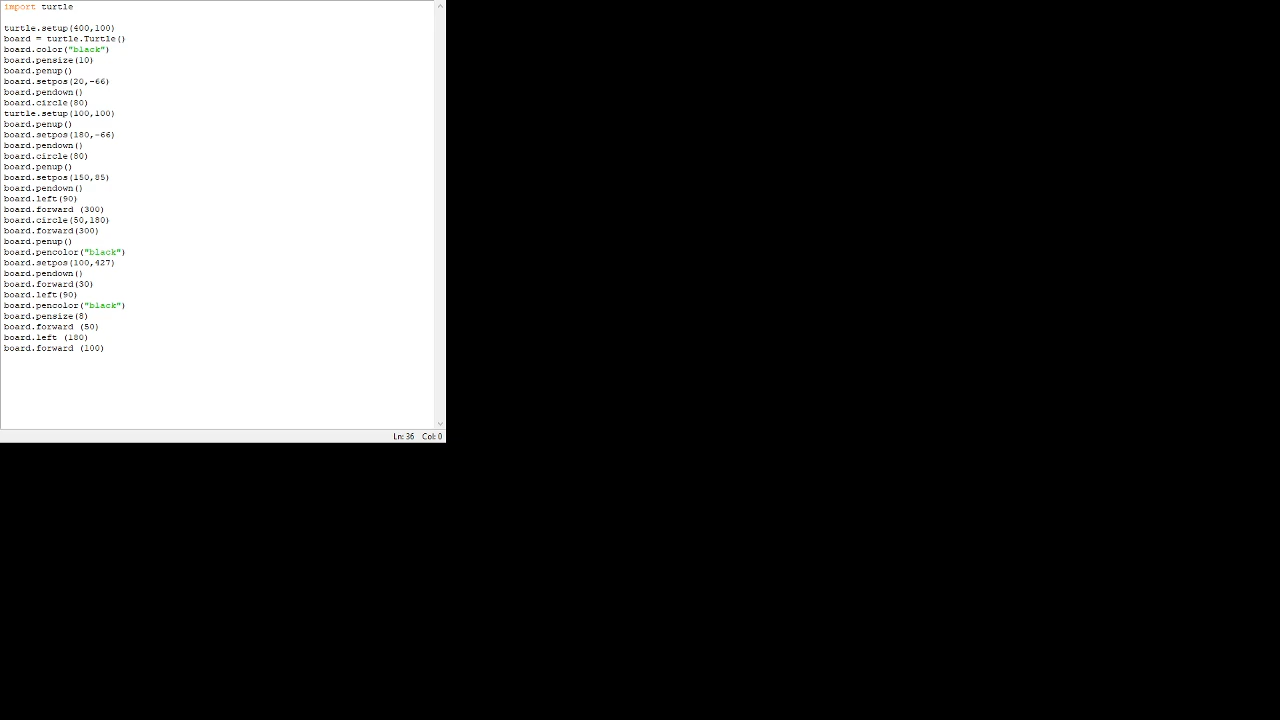 import turtle
turtle.setup(400,100)
board = turtle.Turtle()
board.color("black")
board.pensize(10)
board.penup()
board.setpos(20,-66)
board.pendown()
board.circle(80)
turtle.setup(100,100)
board.penup()
board.setpos(180,-66)
board.pendown()
board.circle(80)
board.penup()
board.setpos(150,85)
board.pendown()
board.left(90)
board.forward (300)
board.circle(50,180)
board.forward(300)
board.penup()
board.pencolor("black")
board.setpos(100,427)
board.pendown()
board.forward(30)
board.left(90)
board.pencolor("black")
board.pensize(8)
board.forward (50)
board.left (180)
board.forward (100)
Ln: 36 Col: 0